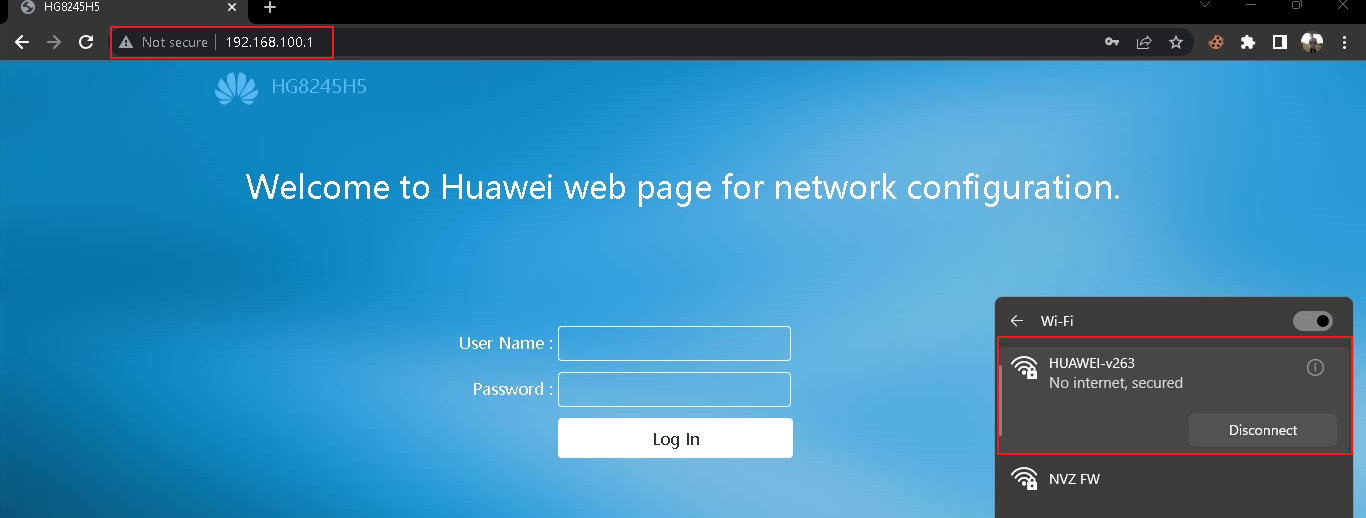 HG8245H5
Not secure | 192.168.100.1
HG8245H5
Welcome to Huawei web page for network configuration.
User Name :
Password :
Log In
Wi-Fi
HUAWEI-v263
No internet, secured
Disconnect
NVZ FW